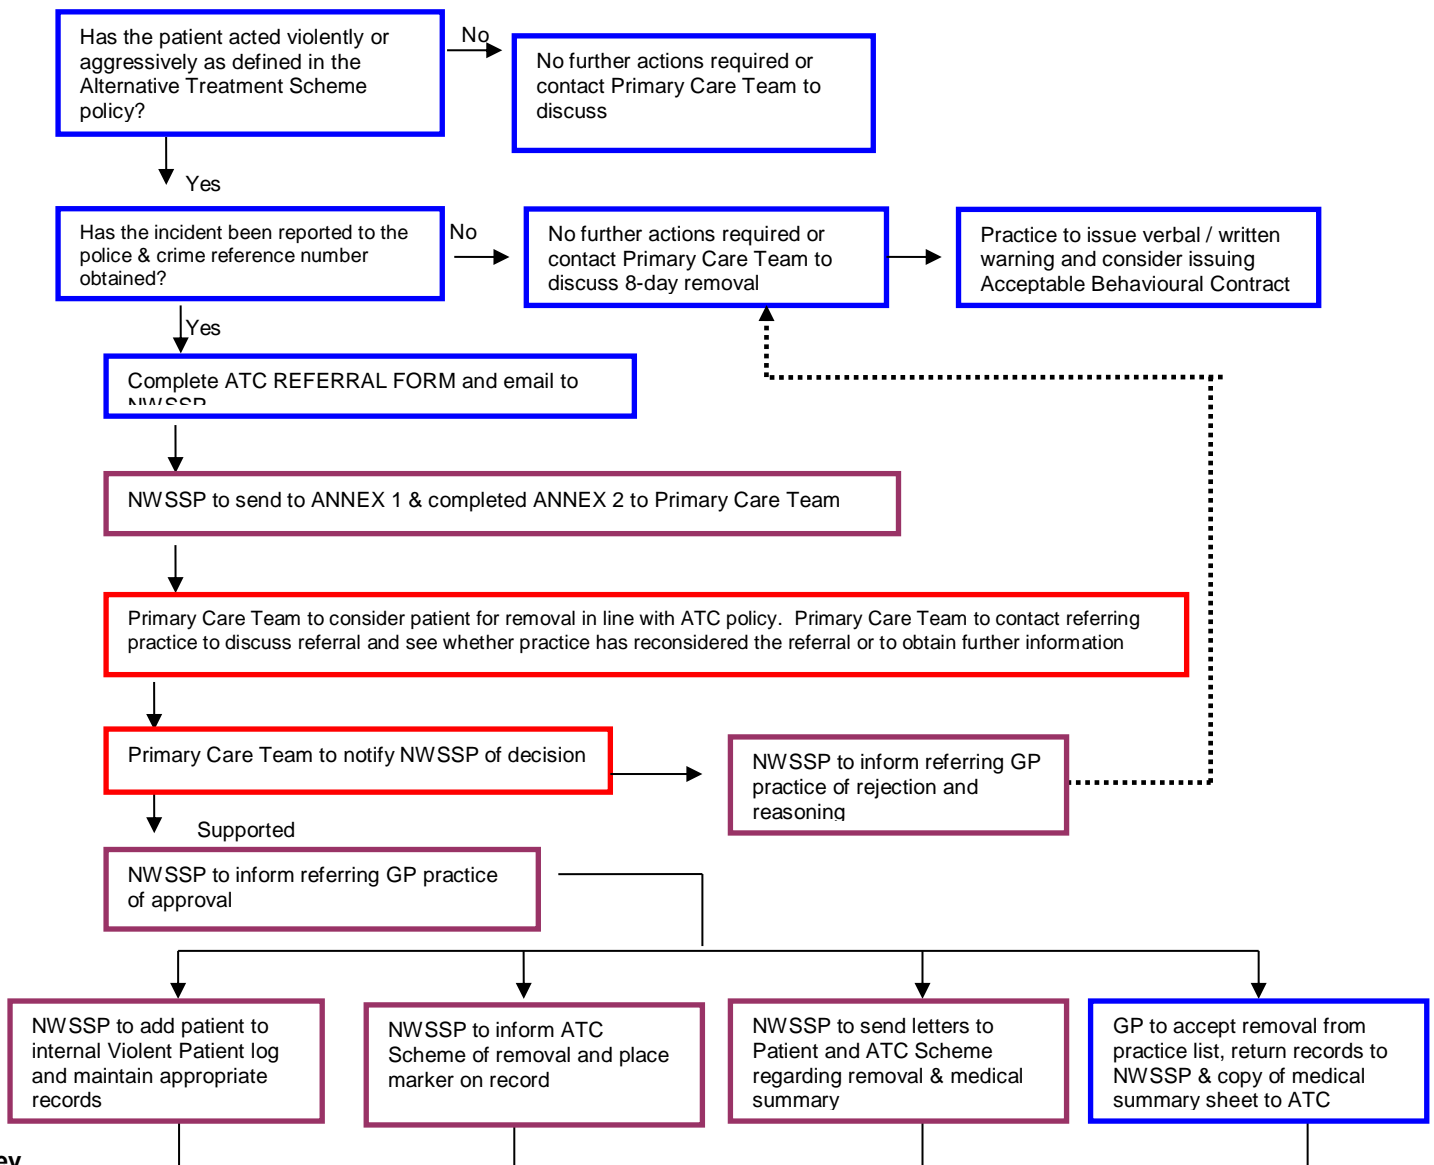 Has the patient acted violently or
aggressively as defined in the
Alternative Treatment Scheme
policy?
No
No further actions required or
contact Primary Care Team to
discuss
Yes
Has the incident been reported to the
police & crime reference number
obtained?
No
No further actions required or
contact Primary Care Team to
discuss 8-day removal
Practice to issue verbal / written
warning and consider issuing
Acceptable Behavioural Contract
Yes
Complete ATC REFERRAL FORM and email to
NWSSP
NWSSP to send to ANNEX 1 & completed ANNEX 2 to Primary Care Team
Primary Care Team to consider patient for removal in line with ATC policy.  Primary Care Team to contact referring
practice to discuss referral and see whether practice has reconsidered the referral or to obtain further information
Primary Care Team to notify NWSSP of decision
NWSSP to inform referring GP
practice of rejection and
reasoning
Supported
NWSSP to inform referring GP practice
of approval
NWSSP to add patient to
internal Violent Patient log
and maintain appropriate
records
NWSSP to inform ATC
Scheme of removal and place
marker on record
NWSSP to send letters to
Patient and ATC Scheme
regarding removal & medical
summary
GP to accept removal from
practice list, return records to
NWSSP & copy of medical
summary sheet to ATC